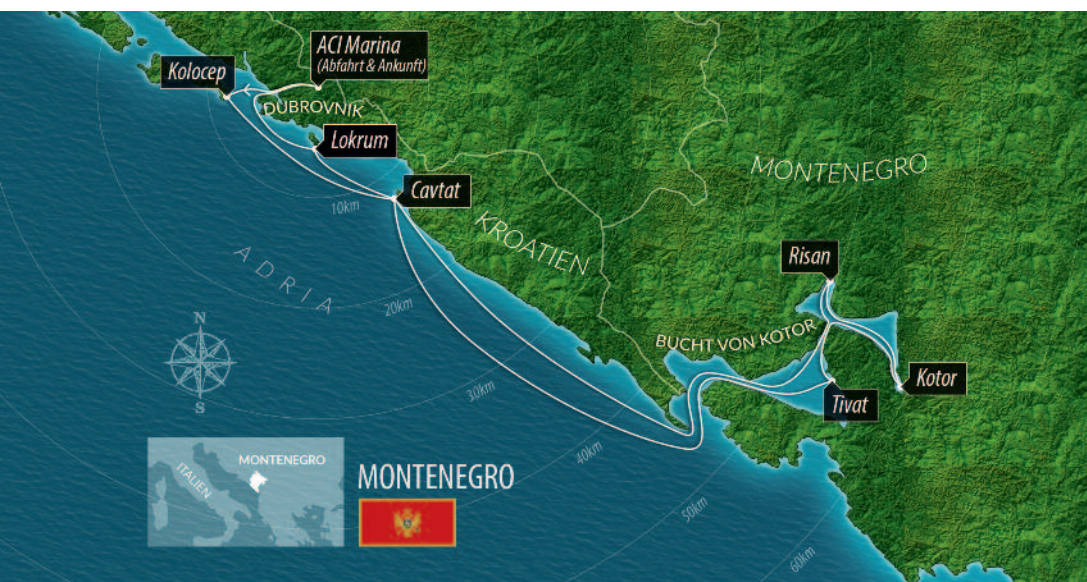 ACI Marina
(Abfahrt & Ankunft)
Kolocep
DUBROVNIK
Lokrum
Cavtat
10km
MONTENEGRO
KROATIEN
ADRIA
20km
Risan
N
S
BUCHT VON KOTOR
30km
Kotor
Tivat
40km
MONTENEGRO
ITALIEN
MONTENEGRO
50km
60km